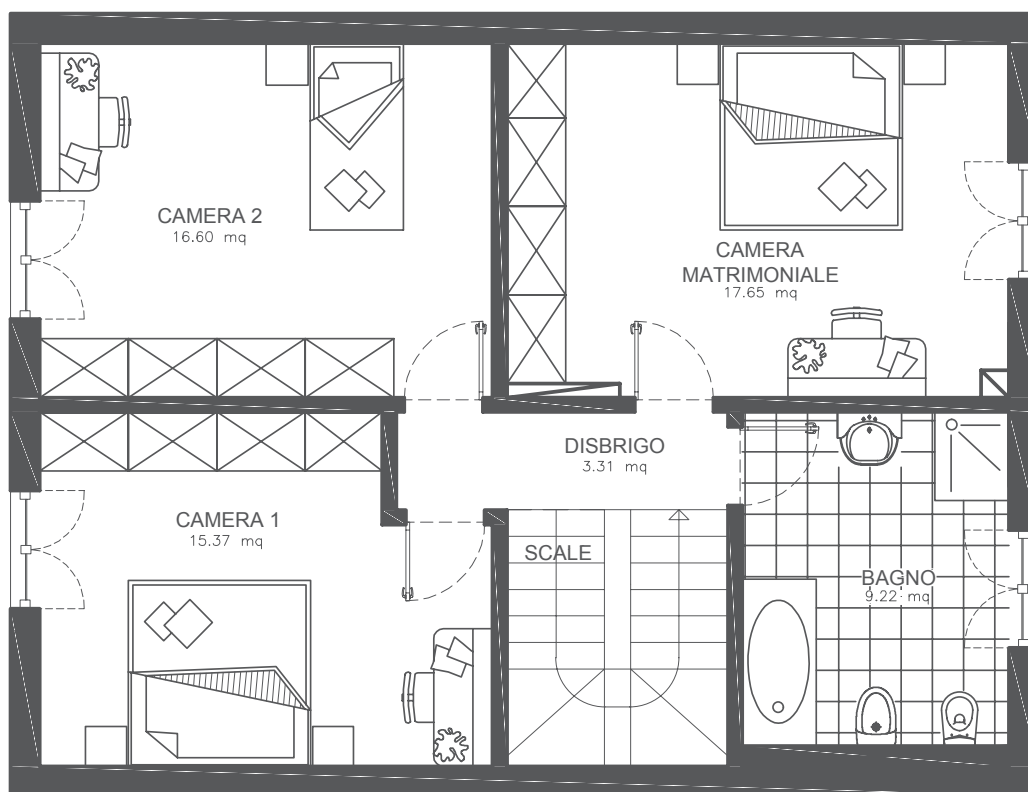 CAMERA 2
16.60 mq
CAMERA
MATRIMONIALE
17.65 mq
DISBRIGO
3.31 mq
CAMERA 1
15.37 mq
SCALE
BAGNO
9.22 mq